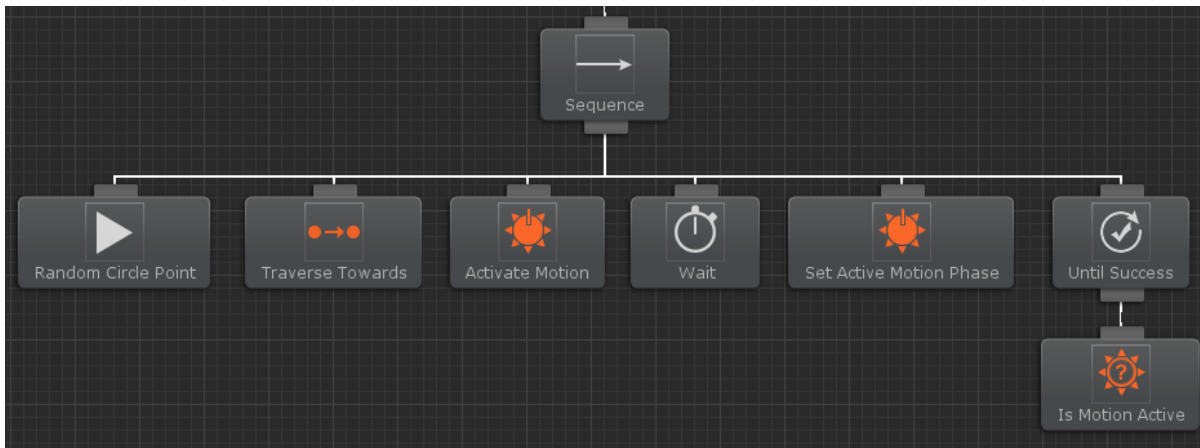 Sequence
Random Circle Point
Traverse Towards
Activate Motion
Wait
Set Active Motion Phase
Until Success
Is Motion Active